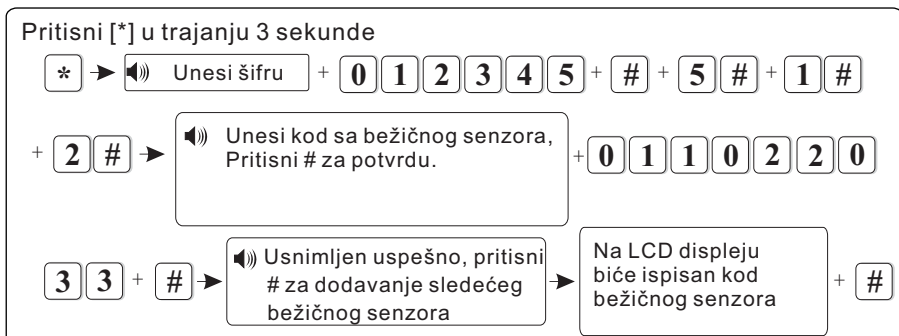 Pritisni [*] u trajanju 3 sekunde
* Unesi šifru + 0 1 2 3 4 5 + # + 5 # + 1 #
+ 2 # Unesi kod sa bežičnog senzora,
Pritisni # za potvrdu. + 0 1 1 0 2 2 0
3 3 + # Usnimljen uspešno, pritisni
# za dodavanje sledećeg
bežičnog senzora
Na LCD displeju
biće ispisan kod
bežičnog senzora + #